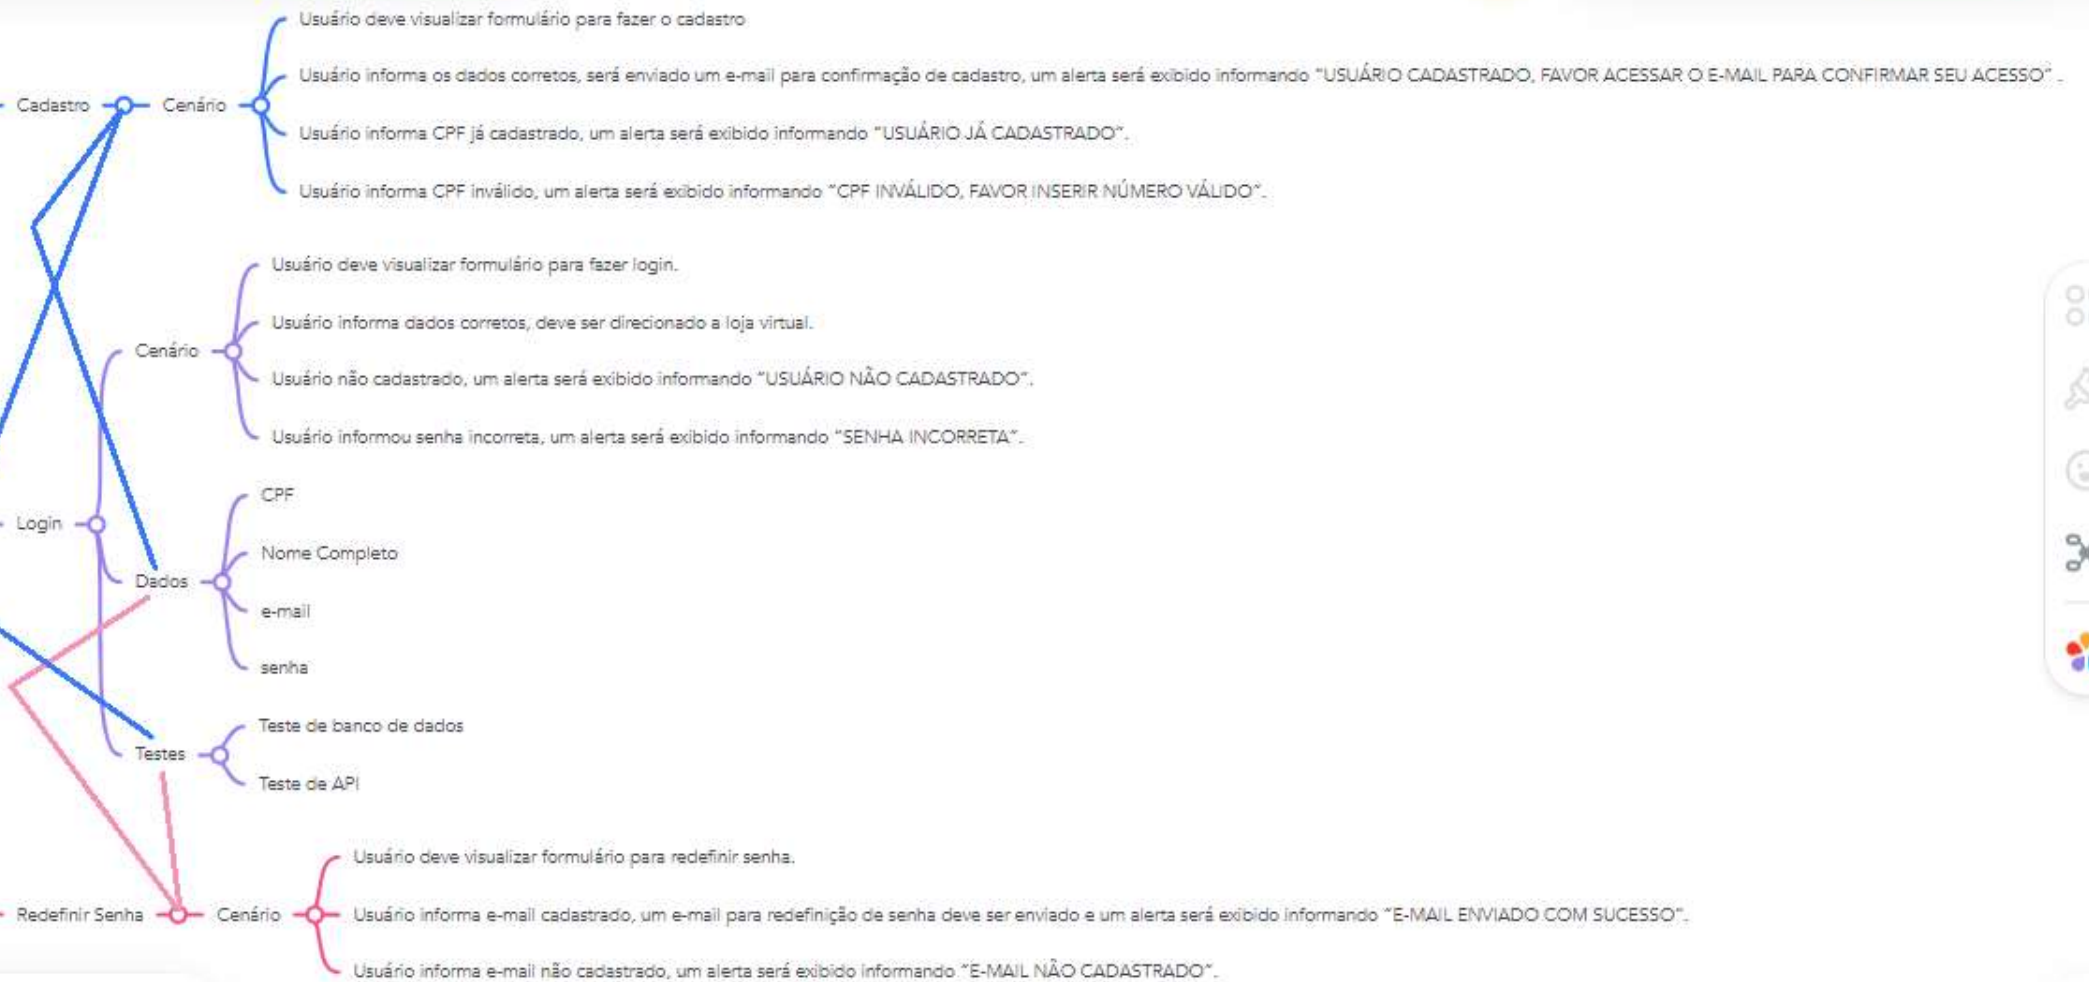 Usuário deve visualizar formulário para fazer o cadastro
Usuário informa os dados corretos, será enviado um e-mail para confirmação de cadastro, um alerta será exibido informando "USUÁRIO CADASTRADO, FAVOR ACESSAR O E-MAIL PARA CONFIRMAR SEU ACESSO" .
Cadastro
Cenário
Usuário informa CPF já cadastrado, um alerta será exibido informando "USUÁRIO JÁ CADASTRADO".
Usuário informa CPF inválido, um alerta será exibido informando "CPF INVÁLIDO, FAVOR INSERIR NÚMERO VÁLIDO".
Usuário deve visualizar formulário para fazer login.
Usuário informa dados corretos, deve ser direcionado a loja virtual.
Cenário
Usuário não cadastrado, um alerta será exibido informando "USUÁRIO NÃO CADASTRADO".
Usuário informou senha incorreta, um alerta será exibido informando "SENHA INCORRETA".
CPF
Login
Nome Completo
Dados
e-mail
senha
Teste de banco de dados
Testes
Teste de API
Usuário deve visualizar formulário para redefinir senha.
Redefinir Senha
Cenário
Usuário informa e-mail cadastrado, um e-mail para redefinição de senha deve ser enviado e um alerta será exibido informando "E-MAIL ENVIADO COM SUCESSO".
Usuário informa e-mail não cadastrado, um alerta será exibido informando "E-MAIL NÃO CADASTRADO".